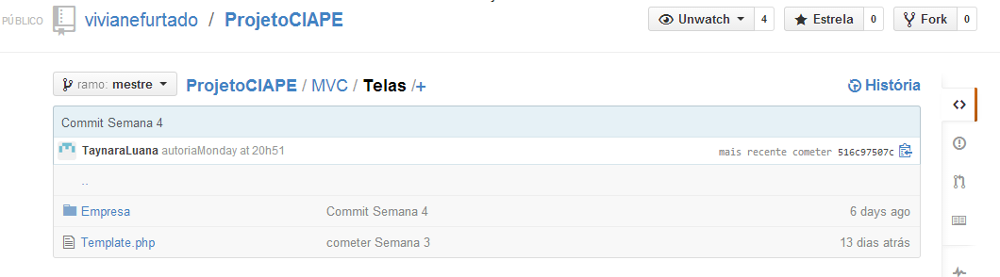 PÚBLICO vivianefurtado / ProjetoCIAPE Unwatch 4 Estrela 0 Fork 0
ramo: mestre ProjetoCIAPE / MVC / Telas /+ História
Commit Semana 4
TaynaraLuana autoriaMonday at 20h51 mais recente cometer 516c97507c
..
Empresa Commit Semana 4 6 days ago
Template.php cometer Semana 3 13 dias atrás